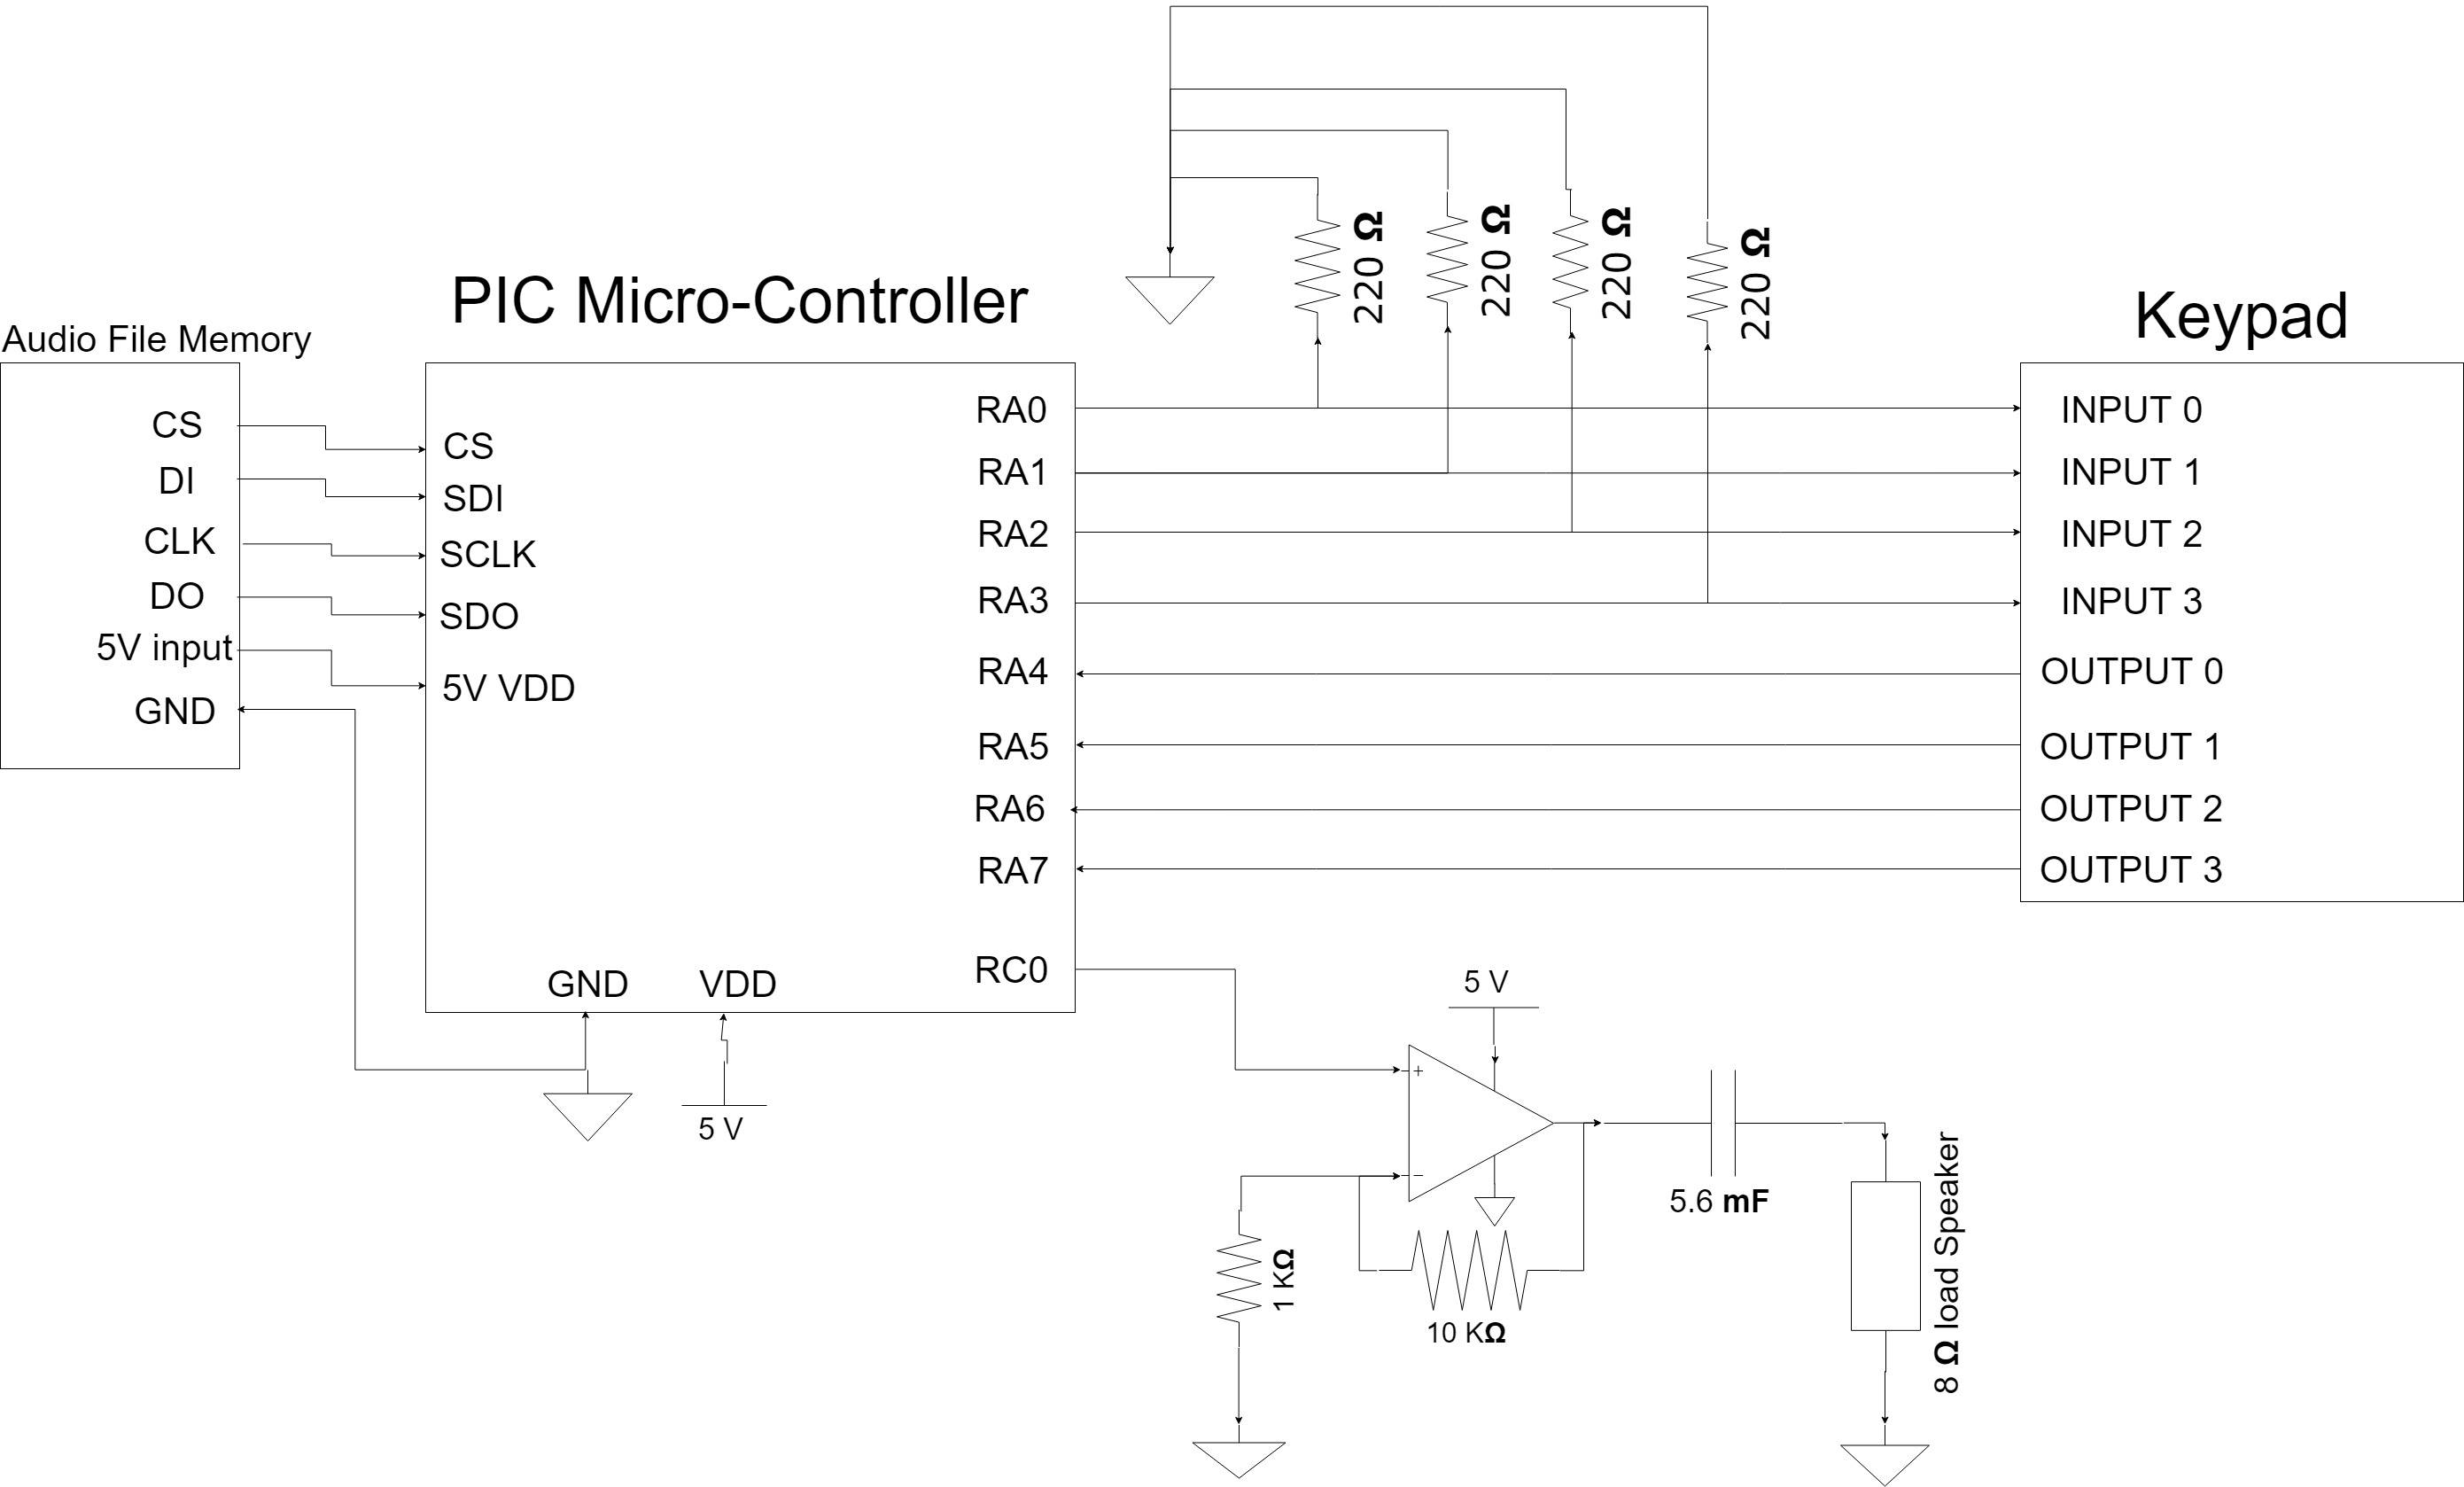 220 Ω
220 Ω
220 Ω
220 Ω
PIC Micro-Controller
Keypad
Audio File Memory
CS
DI
CLK
DO
5V input
GND
CS
SDI
SCLK
SDO
5V VDD
GND
VDD
5 V
RA0
RA1
RA2
RA3
RA4
RA5
RA6
RA7
RC0
INPUT 0
INPUT 1
INPUT 2
INPUT 3
OUTPUT 0
OUTPUT 1
OUTPUT 2
OUTPUT 3
5 V
+
−
1 KΩ
10 KΩ
5.6 mF
8 Ω load Speaker